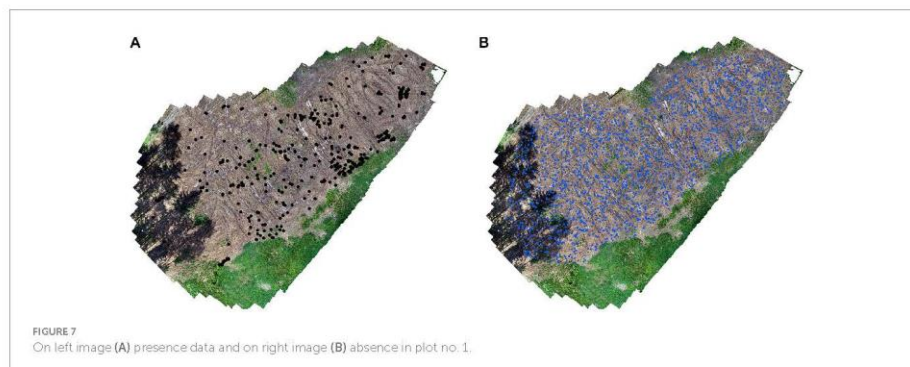 A
B
FIGURE 7
On left image (A) presence data and on right image (B) absence in plot no. 1.